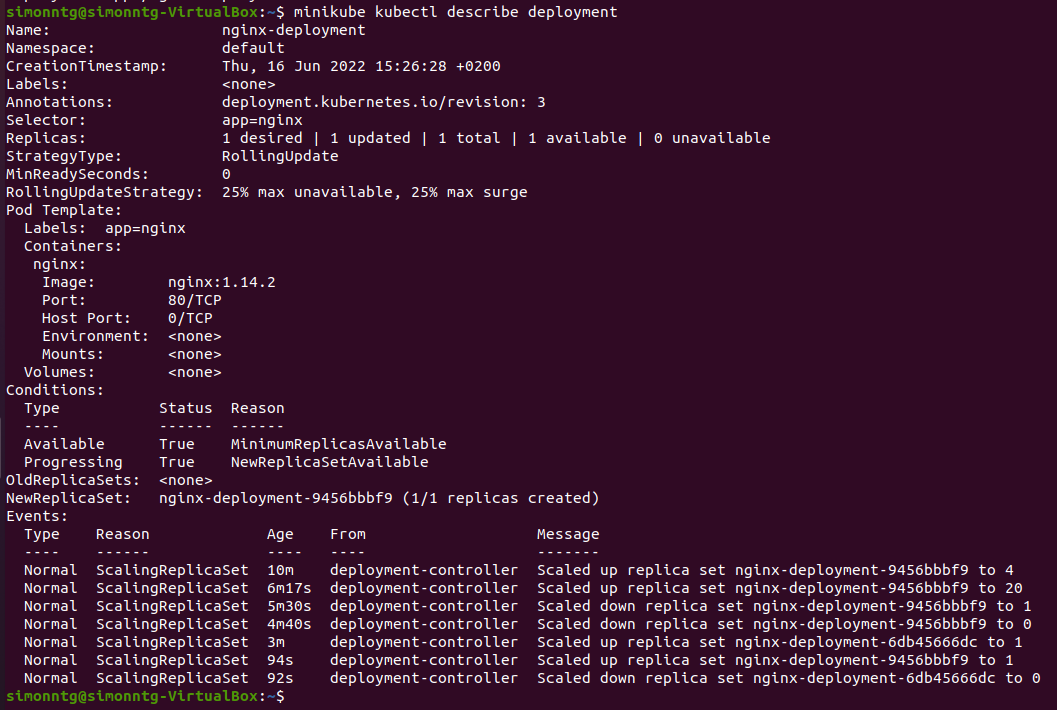 simonntg@simonntg-VirtualBox:~$ minikube kubectl describe deployment
Name:                   nginx-deployment
Namespace:              default
CreationTimestamp:      Thu, 16 Jun 2022 15:26:28 +0200
Labels:                 <none>
Annotations:            deployment.kubernetes.io/revision: 3
Selector:               app=nginx
Replicas:               1 desired | 1 updated | 1 total | 1 available | 0 unavailable
StrategyType:           RollingUpdate
MinReadySeconds:        0
RollingUpdateStrategy:  25% max unavailable, 25% max surge
Pod Template:
  Labels:  app=nginx
  Containers:
   nginx:
    Image:        nginx:1.14.2
    Port:         80/TCP
    Host Port:    0/TCP
    Environment:  <none>
    Mounts:       <none>
  Volumes:        <none>
Conditions:
  Type           Status  Reason
  ----           ------  ------
  Available      True    MinimumReplicasAvailable
  Progressing    True    NewReplicaSetAvailable
OldReplicaSets:  <none>
NewReplicaSet:   nginx-deployment-9456bbbf9 (1/1 replicas created)
Events:
  Type    Reason             Age    From                   Message
  ----    ------             ----   ----                   -------
  Normal  ScalingReplicaSet  10m    deployment-controller  Scaled up replica set nginx-deployment-9456bbbf9 to 4
  Normal  ScalingReplicaSet  6m17s  deployment-controller  Scaled up replica set nginx-deployment-9456bbbf9 to 20
  Normal  ScalingReplicaSet  5m30s  deployment-controller  Scaled down replica set nginx-deployment-9456bbbf9 to 1
  Normal  ScalingReplicaSet  4m40s  deployment-controller  Scaled down replica set nginx-deployment-9456bbbf9 to 0
  Normal  ScalingReplicaSet  3m     deployment-controller  Scaled up replica set nginx-deployment-6db45666dc to 1
  Normal  ScalingReplicaSet  94s    deployment-controller  Scaled up replica set nginx-deployment-9456bbbf9 to 1
  Normal  ScalingReplicaSet  92s    deployment-controller  Scaled down replica set nginx-deployment-6db45666dc to 0
simonntg@simonntg-VirtualBox:~$